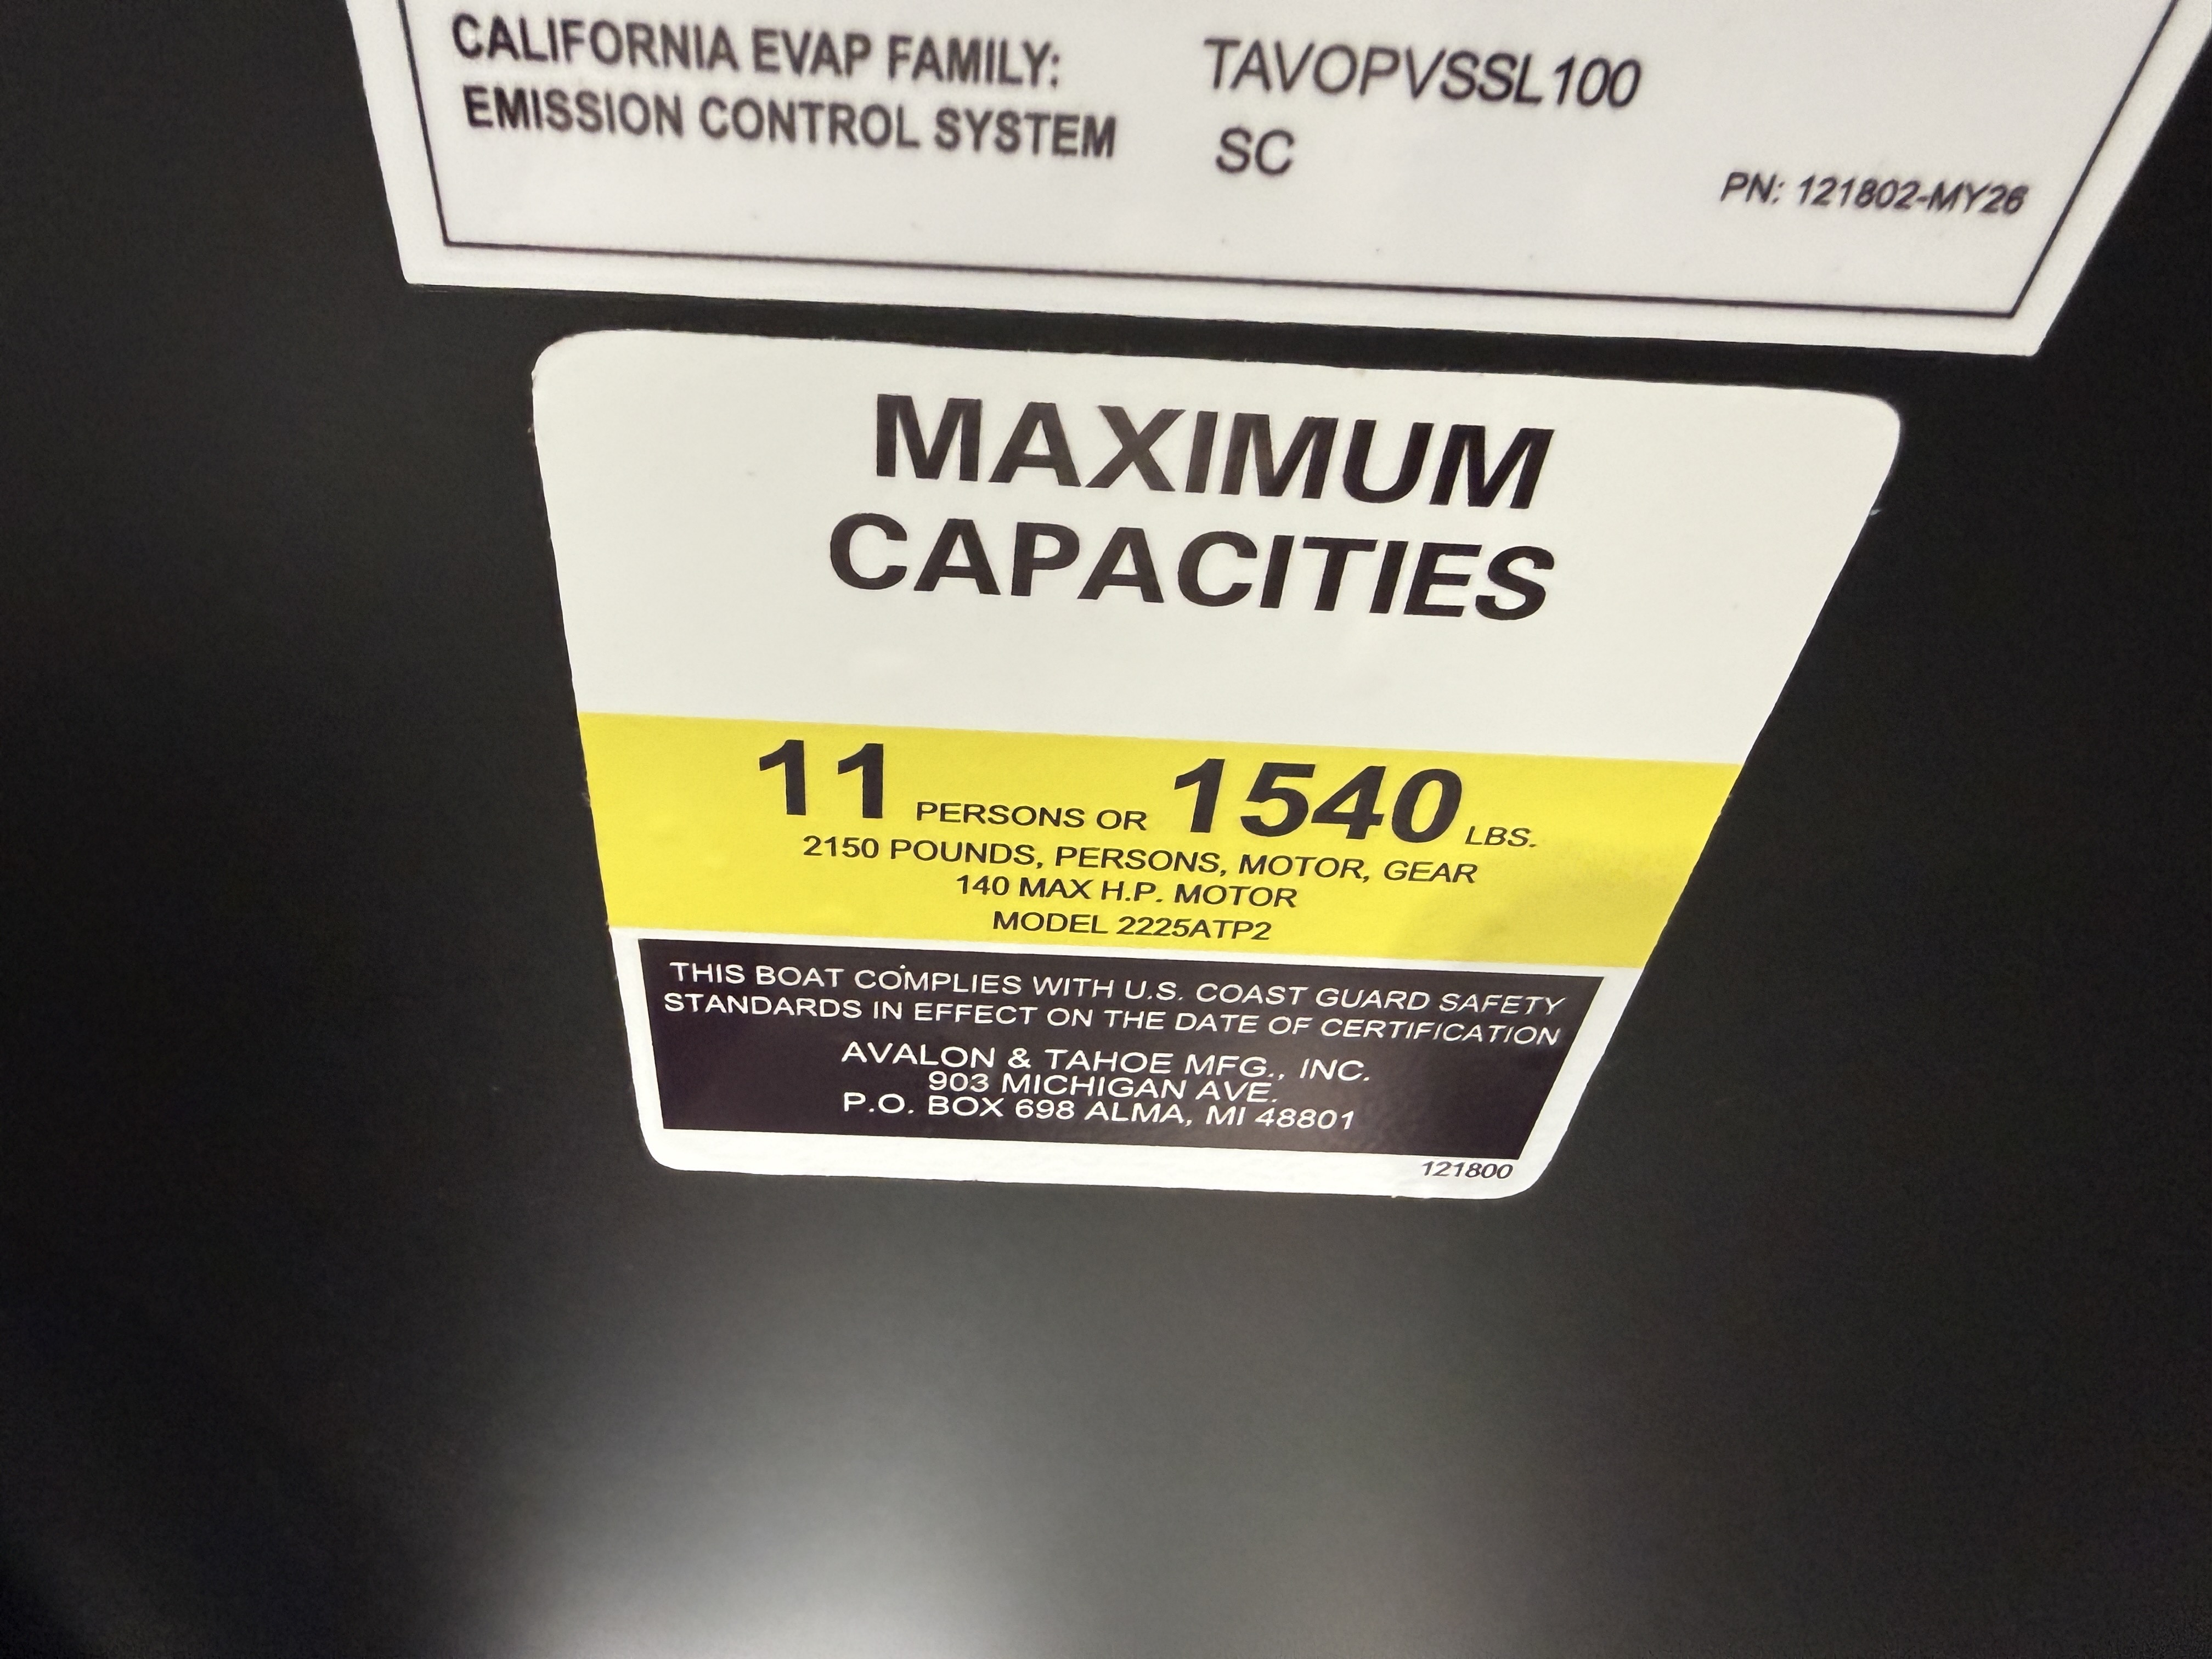 CALIFORNIA EVAP FAMILY: TAVOPVSSL100
EMISSION CONTROL SYSTEM SC
PN: 121802-MY26
MAXIMUM
CAPACITIES
11 PERSONS OR 1540 LBS.
2150 POUNDS, PERSONS, MOTOR, GEAR
140 MAX H.P. MOTOR
MODEL 2225ATP2
THIS BOAT COMPLIES WITH U.S. COAST GUARD SAFETY
STANDARDS IN EFFECT ON THE DATE OF CERTIFICATION
AVALON & TAHOE MFG., INC.
903 MICHIGAN AVE.
P.O. BOX 698 ALMA, MI 48801
121800